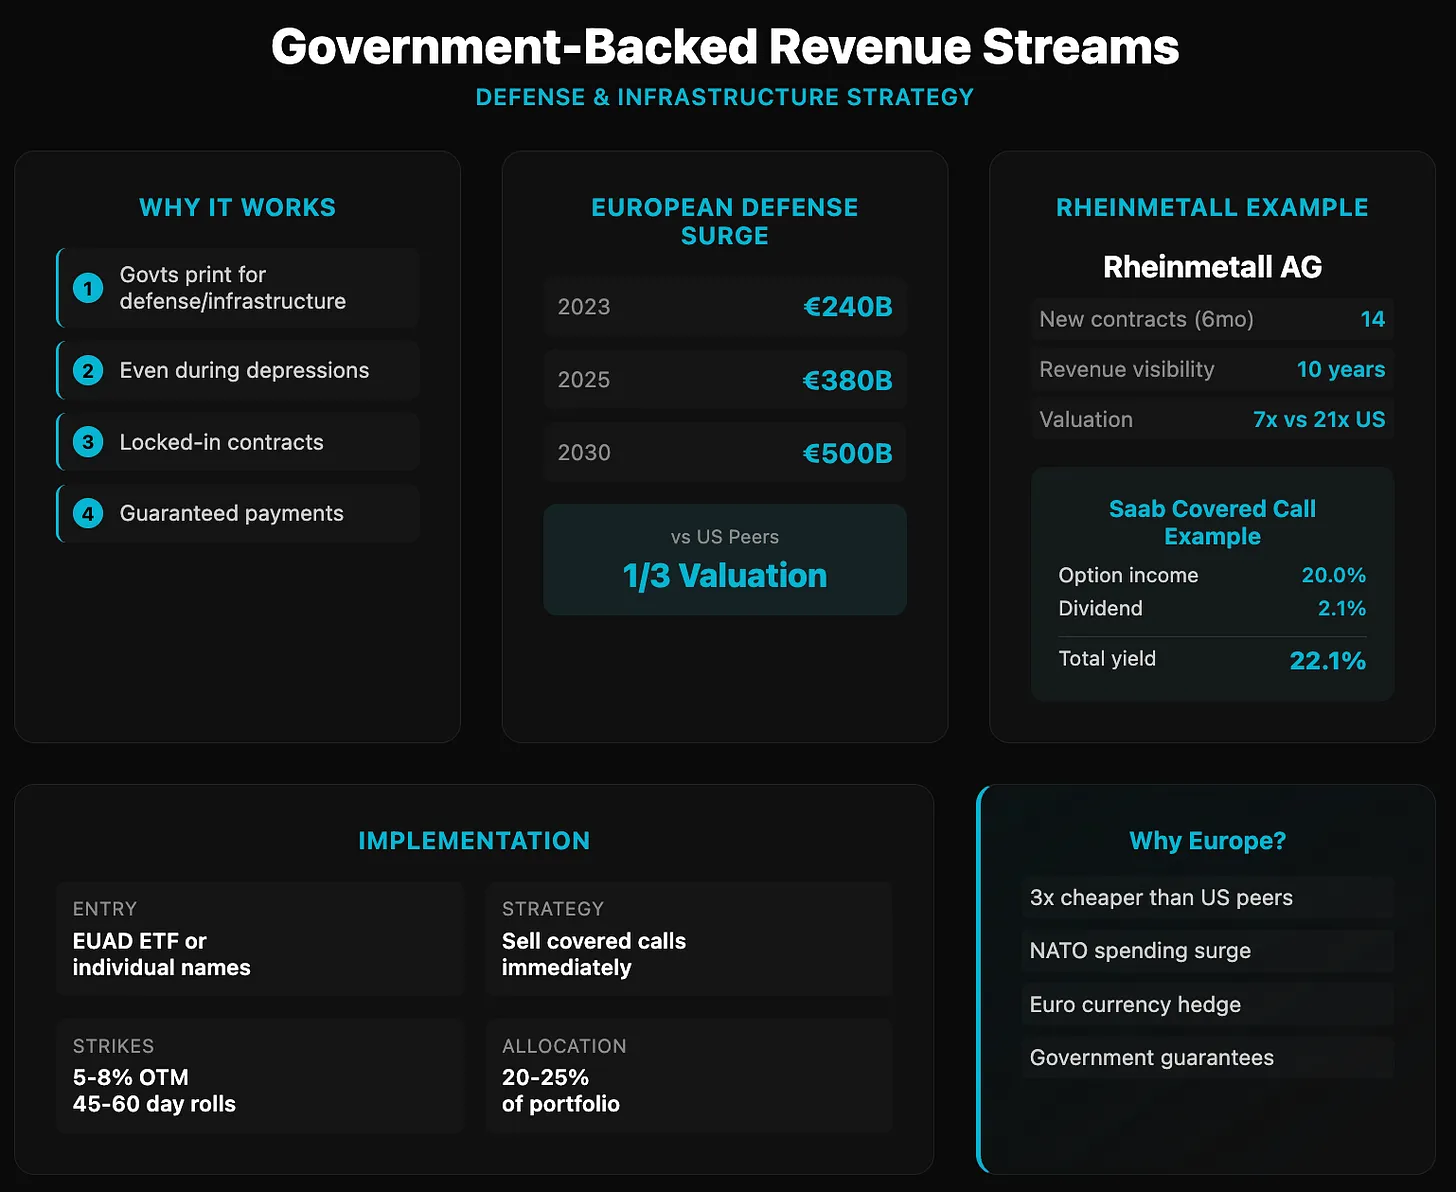 Government-Backed Revenue Streams
DEFENSE & INFRASTRUCTURE STRATEGY
WHY IT WORKS
1 Govts print for
defense/infrastructure
2 Even during depressions
3 Locked-in contracts
4 Guaranteed payments
EUROPEAN DEFENSE
SURGE
2023 €240B
2025 €380B
2030 €500B
vs US Peers
1/3 Valuation
RHEINMETALL EXAMPLE
Rheinmetall AG
New contracts (6mo) 14
Revenue visibility 10 years
Valuation 7x vs 21x US
Saab Covered Call
Example
Option income 20.0%
Dividend 2.1%
Total yield 22.1%
IMPLEMENTATION
ENTRY
EUAD ETF or
individual names
STRATEGY
Sell covered calls
immediately
STRIKES
5-8% OTM
45-60 day rolls
ALLOCATION
20-25%
of portfolio
Why Europe?
3x cheaper than US peers
NATO spending surge
Euro currency hedge
Government guarantees